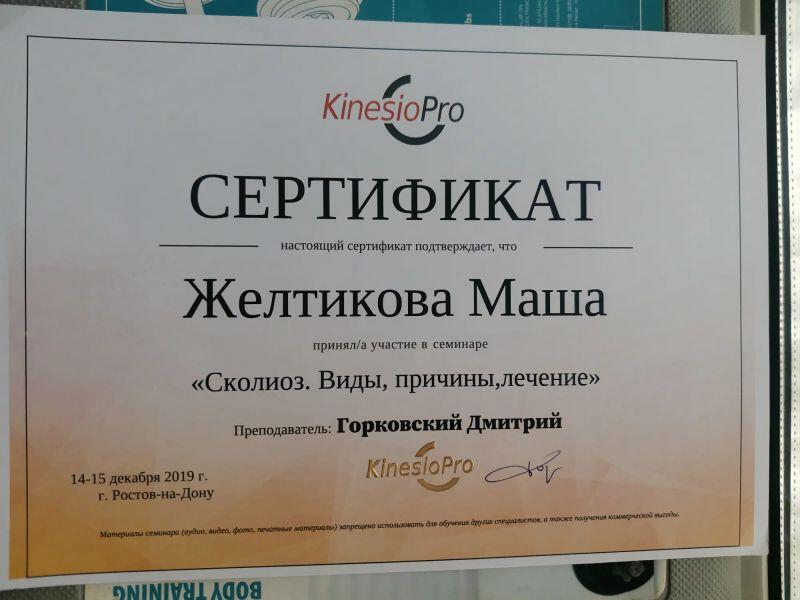 KinesioPro
СЕРТИФИКАТ
настоящий сертификат подтверждает, что
Желтикова Маша
принял/а участие в семинаре
«Сколиоз. Виды, причины,лечение»
Преподаватель: Горковский Дмитрий
KinesioPro
14-15 декабря 2019 г.
г. Ростов-на-Дону
Материалы семинара (аудио, видео, фото, печатные материалы) запрещено использовать для обучения других специалистов, а также получения коммерческой выгоды.
BODY TRAINING